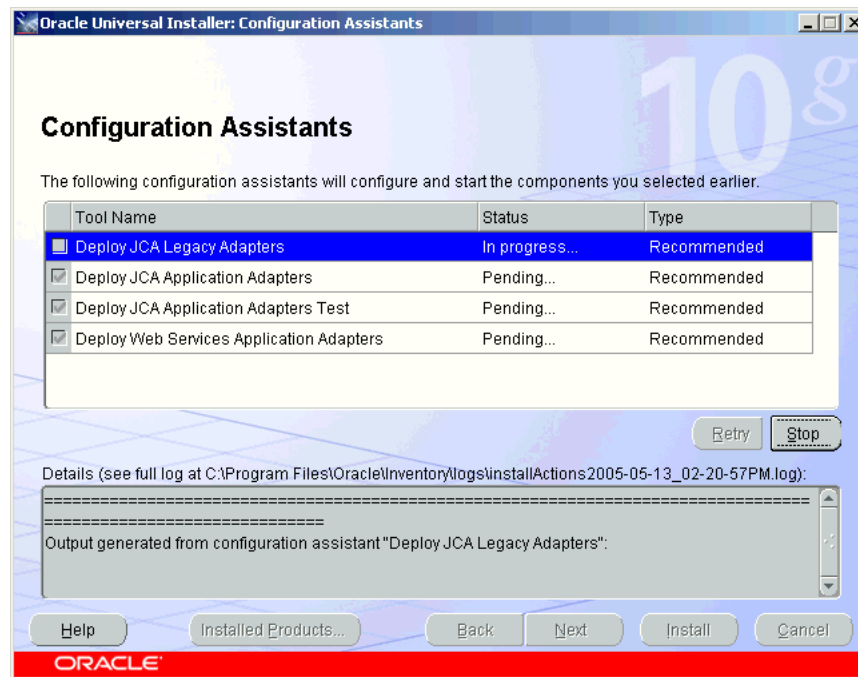 Oracle Universal Installer: Configuration Assistants
10g
Configuration Assistants
The following configuration assistants will configure and start the components you selected earlier.
Tool Name Status Type
Deploy JCA Legacy Adapters In progress... Recommended
Deploy JCA Application Adapters Pending... Recommended
Deploy JCA Application Adapters Test Pending... Recommended
Deploy Web Services Application Adapters Pending... Recommended
Retry Stop
Details (see full log at C:\Program Files\Oracle\Inventory\logs\installActions2005-05-13_02-20-57PM.log):
==================================================================================
==============================
Output generated from configuration assistant "Deploy JCA Legacy Adapters":
Help Installed Products... Back Next Install Cancel
ORACLE